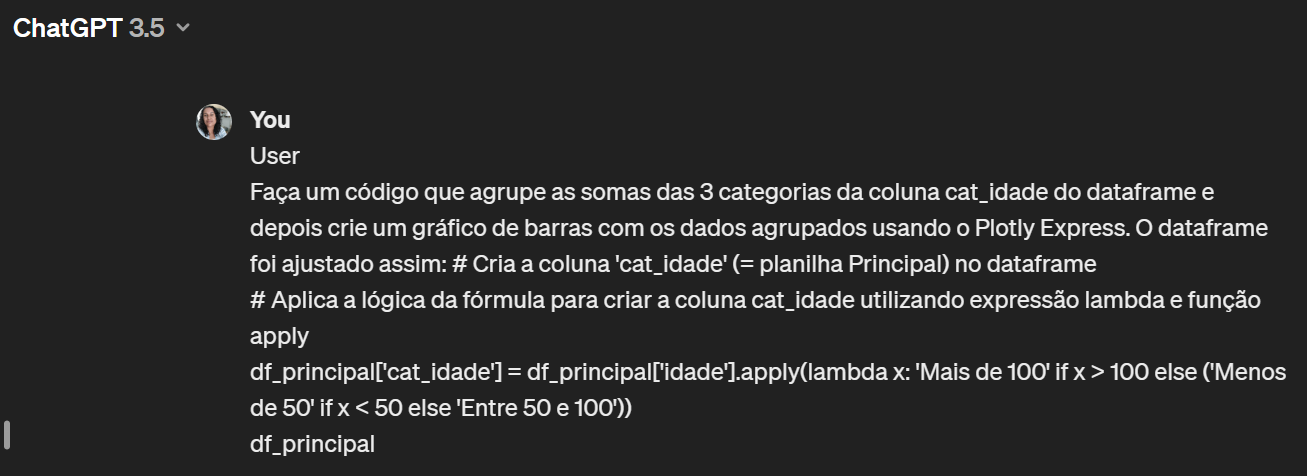 ChatGPT 3.5
You
User
Faça um código que agrupe as somas das 3 categorias da coluna cat_idade do dataframe e
depois crie um gráfico de barras com os dados agrupados usando o Plotly Express. O dataframe
foi ajustado assim: # Cria a coluna 'cat_idade' (= planilha Principal) no dataframe
# Aplica a lógica da fórmula para criar a coluna cat_idade utilizando expressão lambda e função
apply
df_principal['cat_idade'] = df_principal['idade'].apply(lambda x: 'Mais de 100' if x > 100 else ('Menos
de 50' if x < 50 else 'Entre 50 e 100'))
df_principal